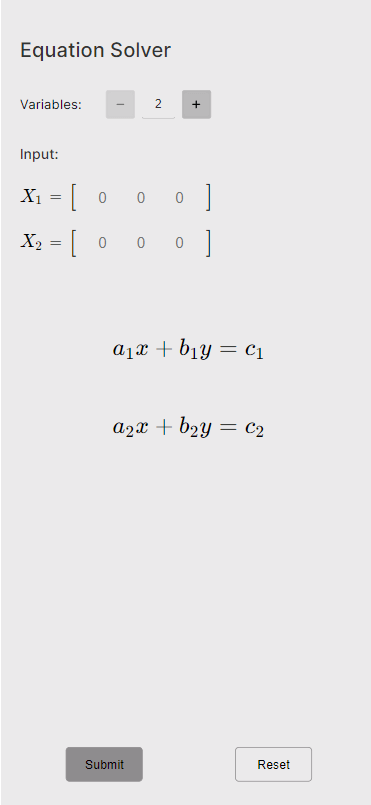 Equation Solver
Variables: − 2 +
Input:
X₁ = [ 0 0 0 ]
X₂ = [ 0 0 0 ]
a₁x + b₁y = c₁
a₂x + b₂y = c₂
Submit Reset